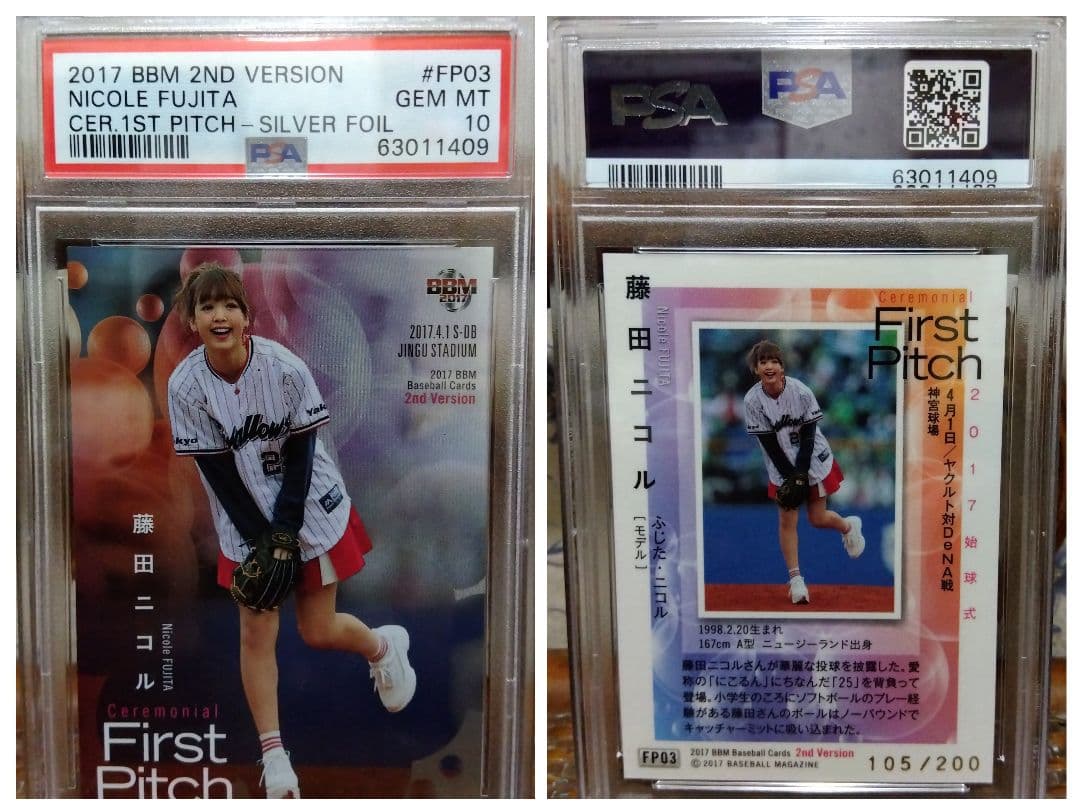 2017 BBM 2ND VERSION #FP03
NICOLE FUJITA GEM MT
CER.1ST PITCH - SILVER FOIL 10
PSA 63011409
BBM
2017
2017.4.1 S-DB
JINGU STADIUM
2017 BBM
Baseball Cards
2nd Version
kyo
Yak
2
藤田ニコル
Nicole FUJITA
Ceremonial
First
Pitch
PSA
PSA
63011409
藤田ニコル
Nicole FUJITA
ふじた・ニコル
[モデル]
Ceremonial
First
Pitch
2017始球式
4月1日/ヤクルト対DeNA戦
神宮球場
1998.2.20生まれ
167cm A型 ニュージーランド出身
藤田ニコルさんが華麗な投球を披露した。愛
称の「にこるん」にちなんだ「25」を背負って
登場。小学生のころにソフトボールのプレー経
験がある藤田さんのボールはノーバウンドで
キャッチャーミットに吸い込まれた。
FP03
2017 BBM Baseball Cards 2nd Version
© 2017 BASEBALL MAGAZINE
105/200